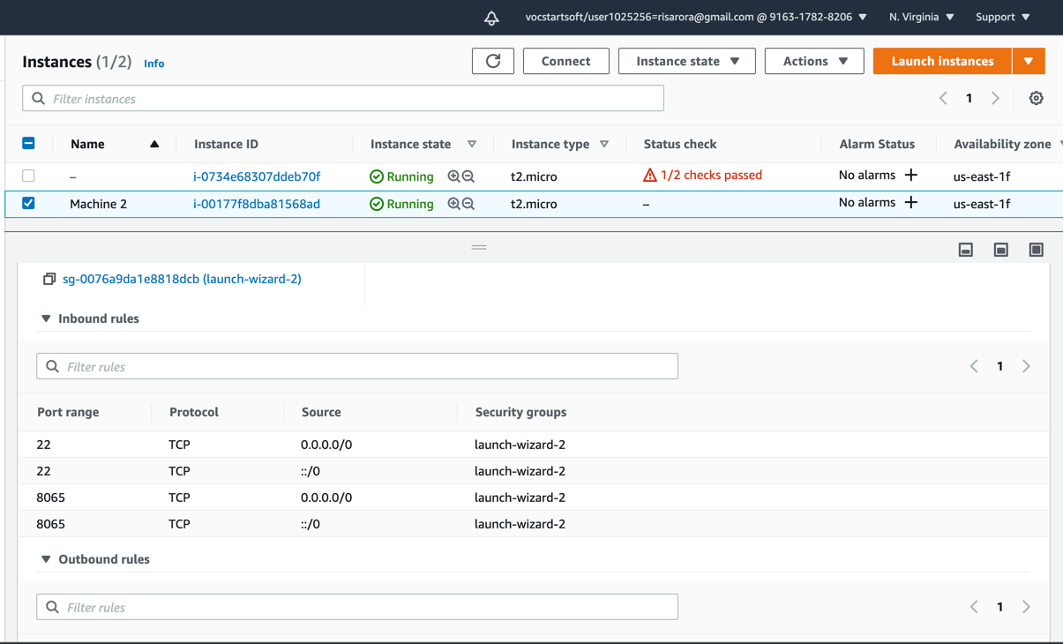 vocstartsoft/user1025256=risarora@gmail.com @ 9163-1782-8206 N. Virginia Support
Instances (1/2) Info Connect Instance state Actions Launch instances
Filter instances 1
Name Instance ID Instance state Instance type Status check Alarm Status Availability zone
– i-0734e68307ddeb70f Running t2.micro 1/2 checks passed No alarms + us-east-1f
Machine 2 i-00177f8dba81568ad Running t2.micro – No alarms + us-east-1f
sg-0076a9da1e8818dcb (launch-wizard-2)
Inbound rules
Filter rules 1
Port range Protocol Source Security groups
22 TCP 0.0.0.0/0 launch-wizard-2
22 TCP ::/0 launch-wizard-2
8065 TCP 0.0.0.0/0 launch-wizard-2
8065 TCP ::/0 launch-wizard-2
Outbound rules
Filter rules 1